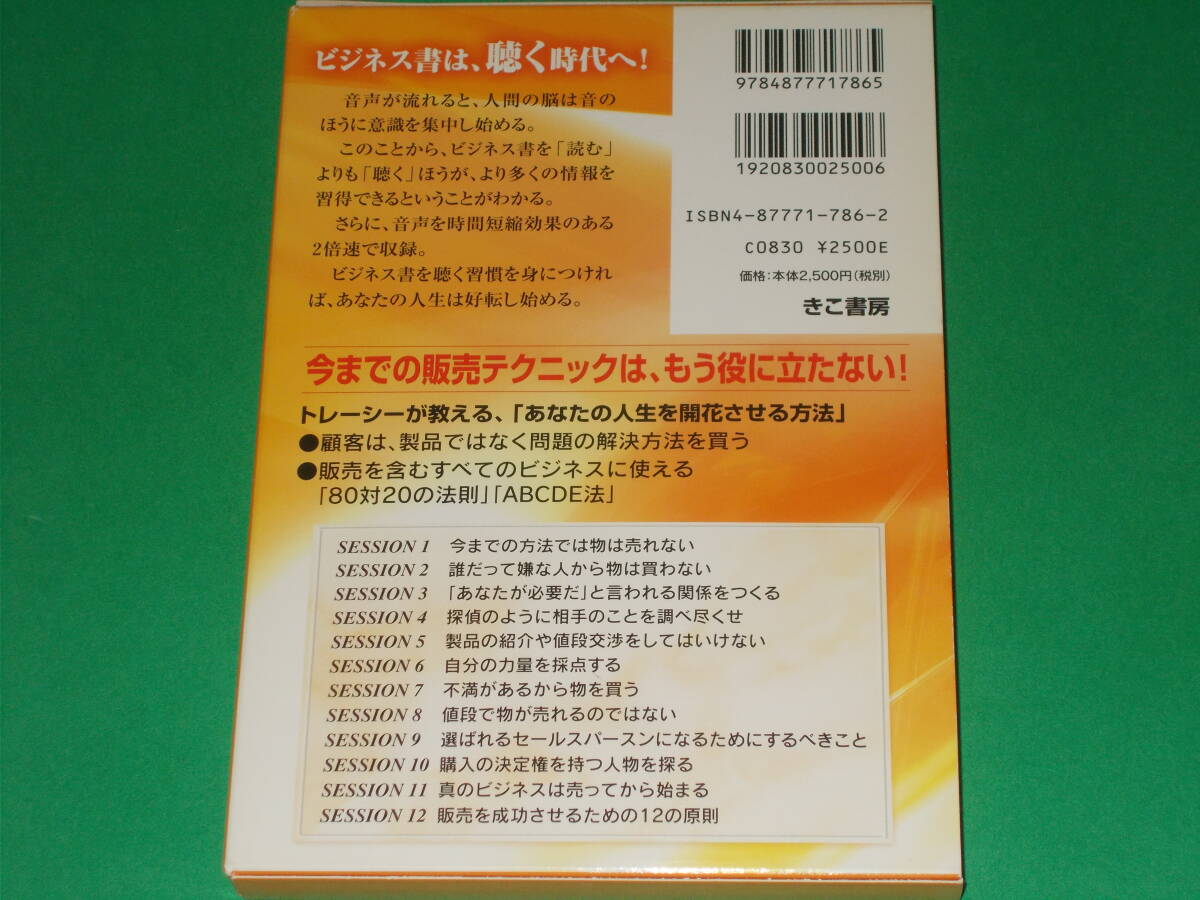 ビジネス書は、聴く時代へ!
音声が流れると、人間の脳は音の
ほうに意識を集中し始める。
このことから、ビジネス書を「読む」
よりも「聴く」ほうが、より多くの情報を
習得できるということがわかる。
さらに、音声を時間短縮効果のある
2倍速で収録。
ビジネス書を聴く習慣を身につけれ
ば、あなたの人生は好転し始める。
9784877717865
1920830025006
ISBN4-87771-786-2
C0830 ¥2500E
価格:本体2,500円(税別)
きこ書房
今までの販売テクニックは、もう役に立たない!
トレーシーが教える、「あなたの人生を開花させる方法」
●顧客は、製品ではなく問題の解決方法を買う
●販売を含むすべてのビジネスに使える
「80対20の法則」「ABCDE法」
SESSION 1 今までの方法では物は売れない
SESSION 2 誰だって嫌な人から物は買わない
SESSION 3 「あなたが必要だ」と言われる関係をつくる
SESSION 4 探偵のように相手のことを調べ尽くせ
SESSION 5 製品の紹介や値段交渉をしてはいけない
SESSION 6 自分の力量を採点する
SESSION 7 不満があるから物を買う
SESSION 8 値段で物が売れるのではない
SESSION 9 選ばれるセールスパースンになるためにするべきこと
SESSION 10 購入の決定権を持つ人物を探る
SESSION 11 真のビジネスは売ってから始まる
SESSION 12 販売を成功させるための12の原則